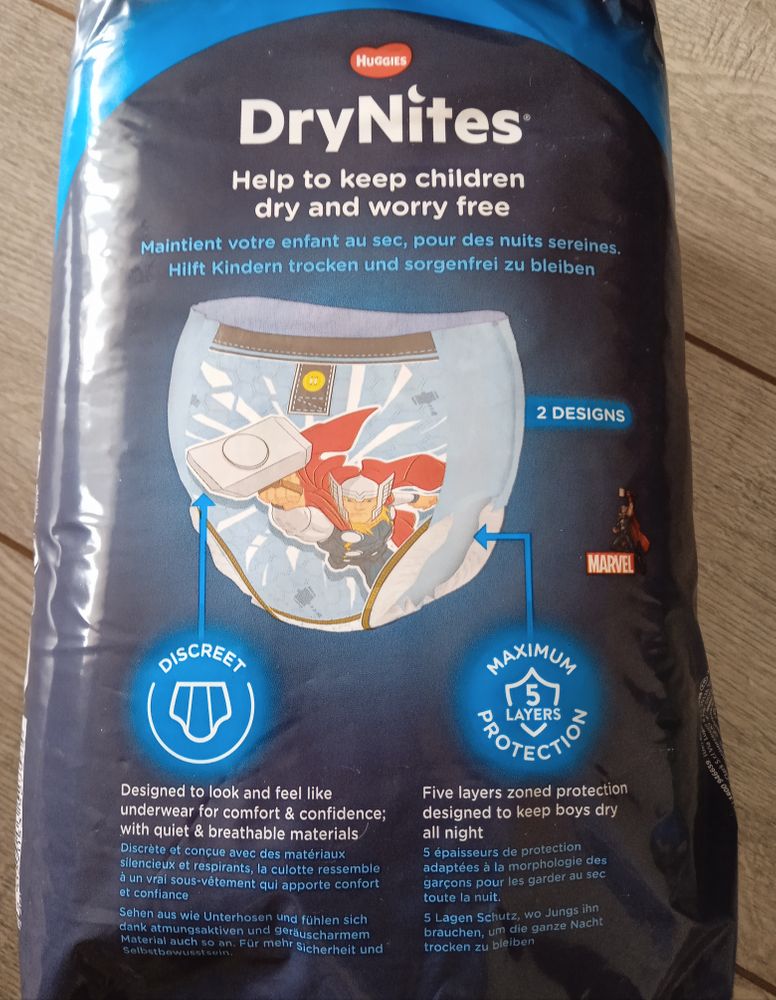 HUGGIES
DryNites®
Help to keep children
dry and worry free
Maintient votre enfant au sec, pour des nuits sereines.
Hilft Kindern trocken und sorgenfrei zu bleiben
2 DESIGNS
MARVEL
DISCREET
MAXIMUM
5
LAYERS
PROTECTION
Designed to look and feel like
underwear for comfort & confidence;
with quiet & breathable materials
Discrète et conçue avec des matériaux
silencieux et respirants, la culotte ressemble
à un vrai sous-vêtement qui apporte confort
et confiance
Sehen aus wie Unterhosen und fühlen sich
dank atmungsaktiven und geräuscharmem
Material auch so an. Für mehr Sicherheit und
Selbstbewusstsein.
Five layers zoned protection
designed to keep boys dry
all night
5 épaisseurs de protection
adaptées à la morphologie des
garçons pour les garder au sec
toute la nuit.
5 Lagen Schutz, wo Jungs ihn
brauchen, um die ganze Nacht
trocken zu bleiben